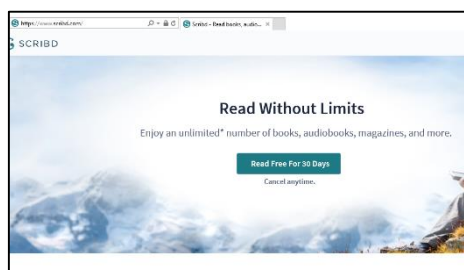 https://www.scribd.com/
Scribd - Read books, audio...
SCRIBD
Read Without Limits
Enjoy an unlimited* number of books, audiobooks, magazines, and more.
Read Free For 30 Days
Cancel anytime.